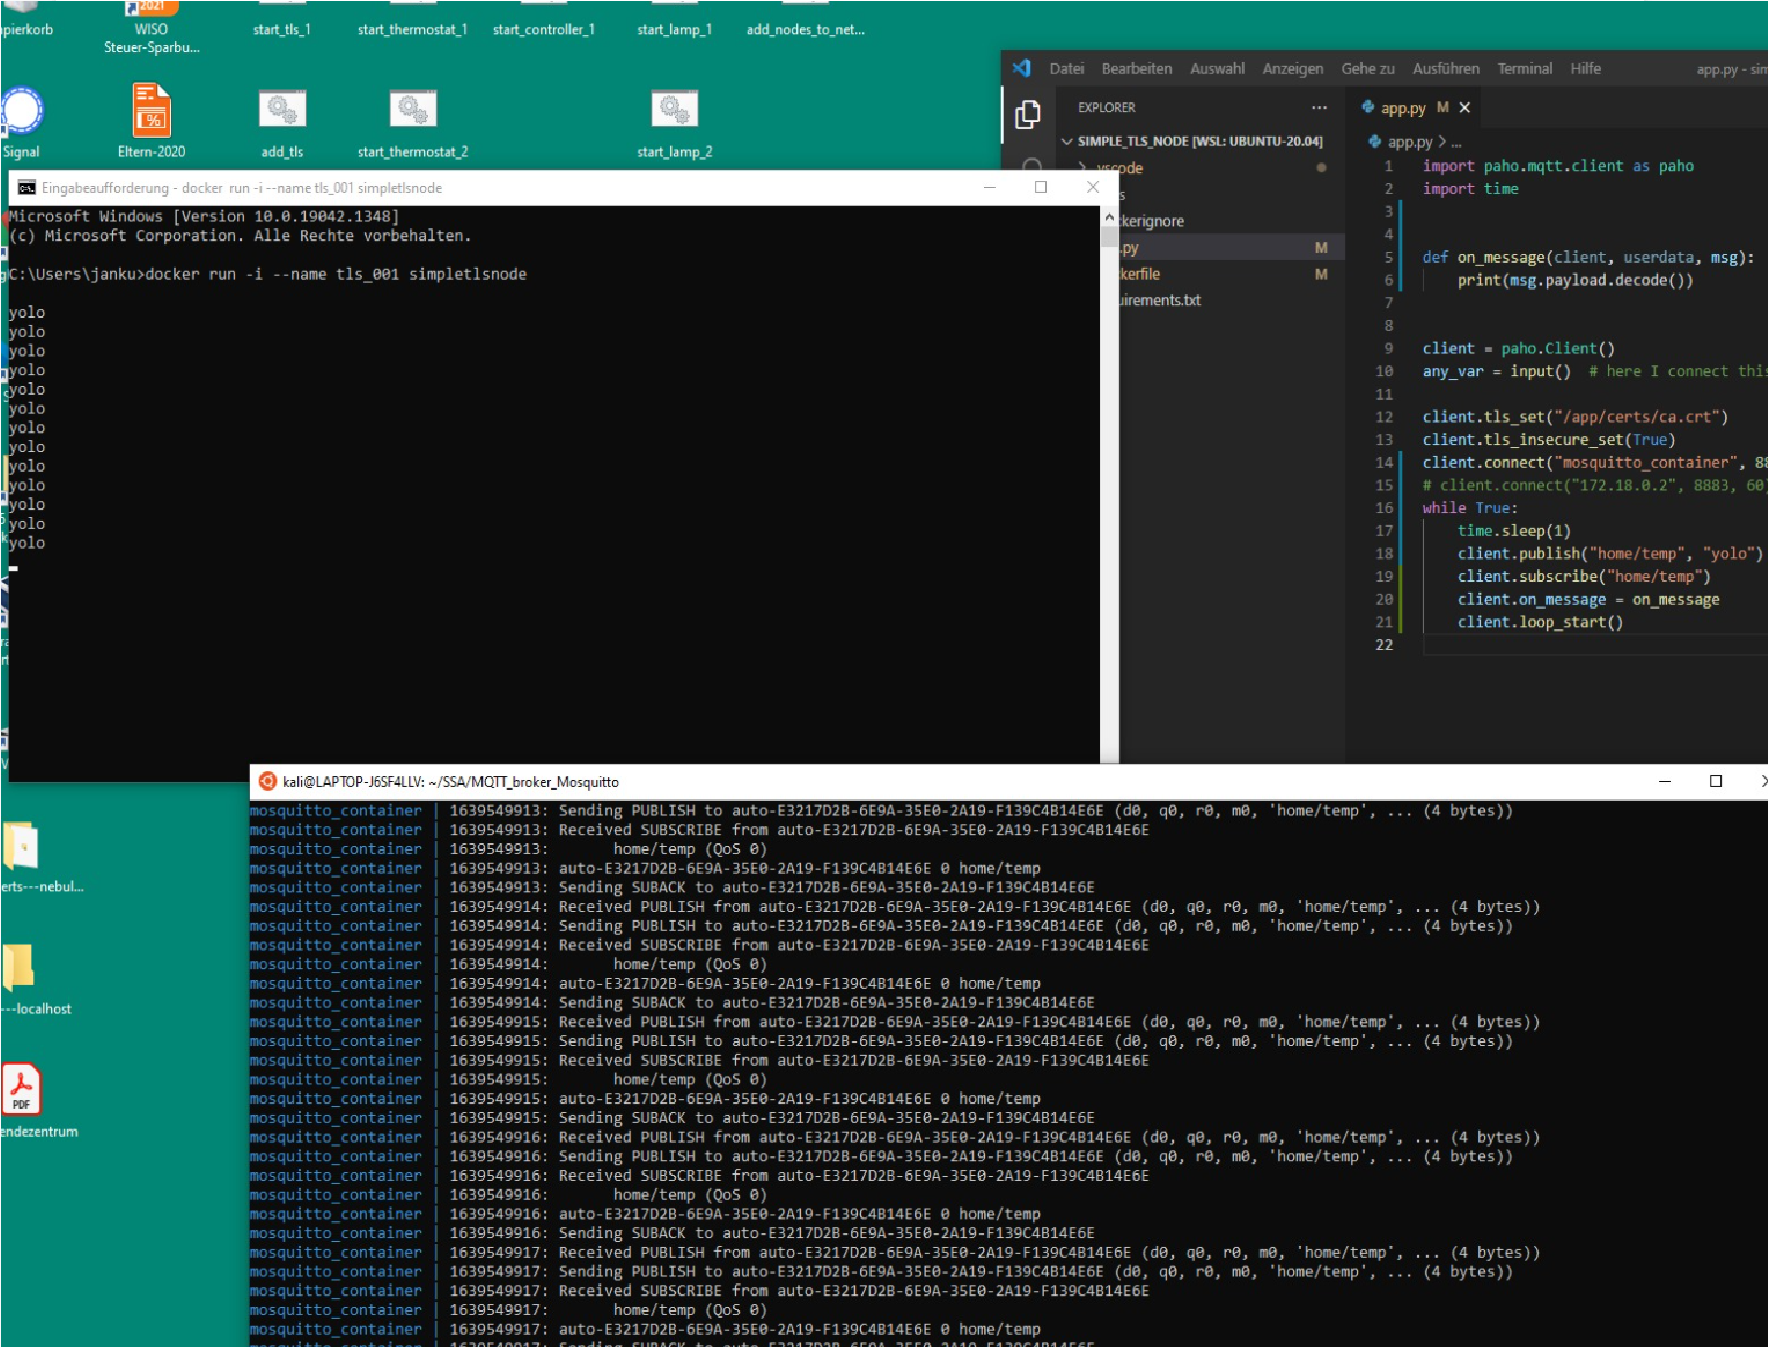 pierkorb
2021
WISO
Steuer-Sparbu...
start_tls_1
start_thermostat_1
start_controller_1
start_lamp_1
add_nodes_to_net...
Signal
Eltern-2020
add_tls
start_thermostat_2
start_lamp_2
Eingabeaufforderung - docker run -i --name tls_001 simpletlsnode
Microsoft Windows [Version 10.0.19042.1348]
(c) Microsoft Corporation. Alle Rechte vorbehalten.
C:\Users\janku>docker run -i --name tls_001 simpletlsnode
yolo
yolo
yolo
yolo
yolo
yolo
yolo
yolo
yolo
yolo
yolo
yolo
yolo
Datei Bearbeiten Auswahl Anzeigen Gehe zu Ausführen Terminal Hilfe app.py - sim
EXPLORER
SIMPLE_TLS_NODE [WSL: UBUNTU-20.04]
vscode
s
kerignore
.py M
kerfile M
uirements.txt
app.py M
app.py > ...
1 import paho.mqtt.client as paho
2 import time
3
4
5 def on_message(client, userdata, msg):
6 print(msg.payload.decode())
7
8
9 client = paho.Client()
10 any_var = input() # here I connect this
11
12 client.tls_set("/app/certs/ca.crt")
13 client.tls_insecure_set(True)
14 client.connect("mosquitto_container", 88
15 # client.connect("172.18.0.2", 8883, 60)
16 while True:
17 time.sleep(1)
18 client.publish("home/temp", "yolo")
19 client.subscribe("home/temp")
20 client.on_message = on_message
21 client.loop_start()
22
erts---nebul...
---localhost
PDF
endezentrum
kali@LAPTOP-J6SF4LLV: ~/SSA/MQTT_broker_Mosquitto
mosquitto_container | 1639549913: Sending PUBLISH to auto-E3217D2B-6E9A-35E0-2A19-F139C4B14E6E (d0, q0, r0, m0, 'home/temp', ... (4 bytes))
mosquitto_container | 1639549913: Received SUBSCRIBE from auto-E3217D2B-6E9A-35E0-2A19-F139C4B14E6E
mosquitto_container | 1639549913: home/temp (QoS 0)
mosquitto_container | 1639549913: auto-E3217D2B-6E9A-35E0-2A19-F139C4B14E6E 0 home/temp
mosquitto_container | 1639549913: Sending SUBACK to auto-E3217D2B-6E9A-35E0-2A19-F139C4B14E6E
mosquitto_container | 1639549914: Received PUBLISH from auto-E3217D2B-6E9A-35E0-2A19-F139C4B14E6E (d0, q0, r0, m0, 'home/temp', ... (4 bytes))
mosquitto_container | 1639549914: Sending PUBLISH to auto-E3217D2B-6E9A-35E0-2A19-F139C4B14E6E (d0, q0, r0, m0, 'home/temp', ... (4 bytes))
mosquitto_container | 1639549914: Received SUBSCRIBE from auto-E3217D2B-6E9A-35E0-2A19-F139C4B14E6E
mosquitto_container | 1639549914: home/temp (QoS 0)
mosquitto_container | 1639549914: auto-E3217D2B-6E9A-35E0-2A19-F139C4B14E6E 0 home/temp
mosquitto_container | 1639549914: Sending SUBACK to auto-E3217D2B-6E9A-35E0-2A19-F139C4B14E6E
mosquitto_container | 1639549915: Received PUBLISH from auto-E3217D2B-6E9A-35E0-2A19-F139C4B14E6E (d0, q0, r0, m0, 'home/temp', ... (4 bytes))
mosquitto_container | 1639549915: Sending PUBLISH to auto-E3217D2B-6E9A-35E0-2A19-F139C4B14E6E (d0, q0, r0, m0, 'home/temp', ... (4 bytes))
mosquitto_container | 1639549915: Received SUBSCRIBE from auto-E3217D2B-6E9A-35E0-2A19-F139C4B14E6E
mosquitto_container | 1639549915: home/temp (QoS 0)
mosquitto_container | 1639549915: auto-E3217D2B-6E9A-35E0-2A19-F139C4B14E6E 0 home/temp
mosquitto_container | 1639549915: Sending SUBACK to auto-E3217D2B-6E9A-35E0-2A19-F139C4B14E6E
mosquitto_container | 1639549916: Received PUBLISH from auto-E3217D2B-6E9A-35E0-2A19-F139C4B14E6E (d0, q0, r0, m0, 'home/temp', ... (4 bytes))
mosquitto_container | 1639549916: Sending PUBLISH to auto-E3217D2B-6E9A-35E0-2A19-F139C4B14E6E (d0, q0, r0, m0, 'home/temp', ... (4 bytes))
mosquitto_container | 1639549916: Received SUBSCRIBE from auto-E3217D2B-6E9A-35E0-2A19-F139C4B14E6E
mosquitto_container | 1639549916: home/temp (QoS 0)
mosquitto_container | 1639549916: auto-E3217D2B-6E9A-35E0-2A19-F139C4B14E6E 0 home/temp
mosquitto_container | 1639549916: Sending SUBACK to auto-E3217D2B-6E9A-35E0-2A19-F139C4B14E6E
mosquitto_container | 1639549917: Received PUBLISH from auto-E3217D2B-6E9A-35E0-2A19-F139C4B14E6E (d0, q0, r0, m0, 'home/temp', ... (4 bytes))
mosquitto_container | 1639549917: Sending PUBLISH to auto-E3217D2B-6E9A-35E0-2A19-F139C4B14E6E (d0, q0, r0, m0, 'home/temp', ... (4 bytes))
mosquitto_container | 1639549917: Received SUBSCRIBE from auto-E3217D2B-6E9A-35E0-2A19-F139C4B14E6E
mosquitto_container | 1639549917: home/temp (QoS 0)
mosquitto_container | 1639549917: auto-E3217D2B-6E9A-35E0-2A19-F139C4B14E6E 0 home/temp